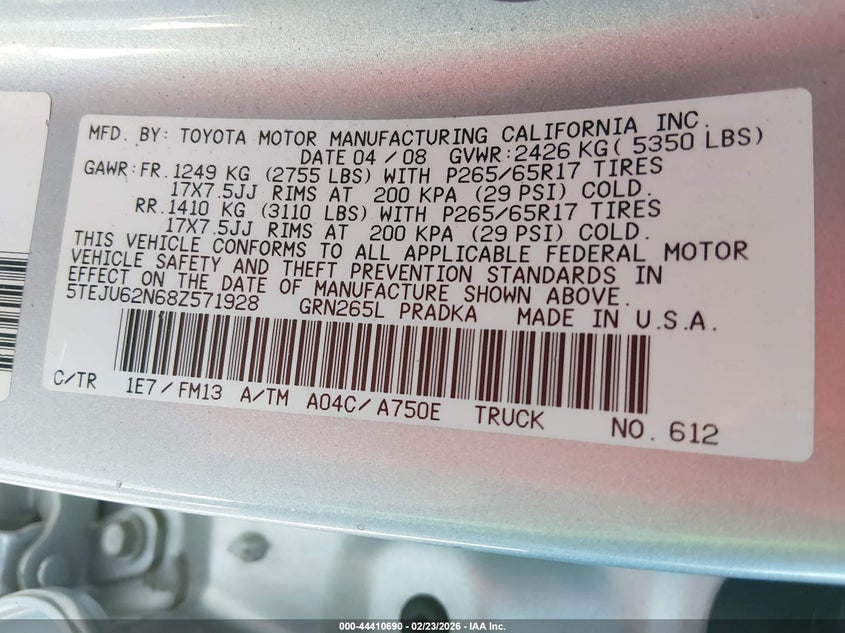 MFD. BY: TOYOTA MOTOR MANUFACTURING CALIFORNIA INC.
DATE 04 / 08 GVWR:2426 KG( 5350 LBS)
GAWR:FR. 1249 KG (2755 LBS) WITH P265/65R17 TIRES
17X7.5JJ RIMS AT 200 KPA (29 PSI) COLD.
RR. 1410 KG (3110 LBS) WITH P265/65R17 TIRES
17X7.5JJ RIMS AT 200 KPA (29 PSI) COLD.
THIS VEHICLE CONFORMS TO ALL APPLICABLE FEDERAL MOTOR
VEHICLE SAFETY AND THEFT PREVENTION STANDARDS IN
EFFECT ON THE DATE OF MANUFACTURE SHOWN ABOVE.
5TEJU62N68Z571928 GRN265L PRADKA MADE IN U.S.A.
C/TR 1E7 / FM13 A/TM A04C / A750E TRUCK NO. 612
000-44410690 - 02/23/2026 - IAA Inc.